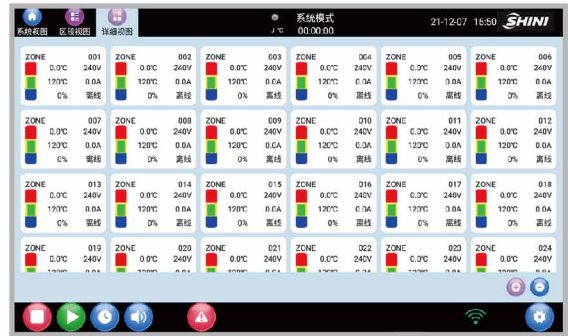 系统视图 区段视图 详细视图 J ℃ 系统模式 00:00:00 21-12-07 16:50 SHINI
ZONE 001 ZONE 002 ZONE 003 ZONE 004 ZONE 005 ZONE 006
0.0℃ 240V 0.0℃ 240V 0.0℃ 240V 0.0℃ 240V 0.0℃ 240V 0.0℃ 240V
120℃ 0.0A 120℃ 0.0A 120℃ 0.0A 120℃ 0.0A 120℃ 0.0A 120℃ 0.0A
0% 离线 0% 离线 0% 离线 0% 离线 0% 离线 0% 离线
ZONE 007 ZONE 008 ZONE 009 ZONE 010 ZONE 011 ZONE 012
0.0℃ 240V 0.0℃ 240V 0.0℃ 240V 0.0℃ 240V 0.0℃ 240V 0.0℃ 240V
120℃ 0.0A 120℃ 0.0A 120℃ 0.0A 120℃ 0.0A 120℃ 0.0A 120℃ 0.0A
0% 离线 0% 离线 0% 离线 0% 离线 0% 离线 0% 离线
ZONE 013 ZONE 014 ZONE 015 ZONE 016 ZONE 017 ZONE 018
0.0℃ 240V 0.0℃ 240V 0.0℃ 240V 0.0℃ 240V 0.0℃ 240V 0.0℃ 240V
120℃ 0.0A 120℃ 0.0A 120℃ 0.0A 120℃ 0.0A 120℃ 0.0A 120℃ 0.0A
0% 离线 0% 离线 0% 离线 0% 离线 0% 离线 0% 离线
ZONE 019 ZONE 020 ZONE 021 ZONE 022 ZONE 023 ZONE 024
0.0℃ 240V 0.0℃ 240V 0.0℃ 240V 0.0℃ 240V 0.0℃ 240V 0.0℃ 240V